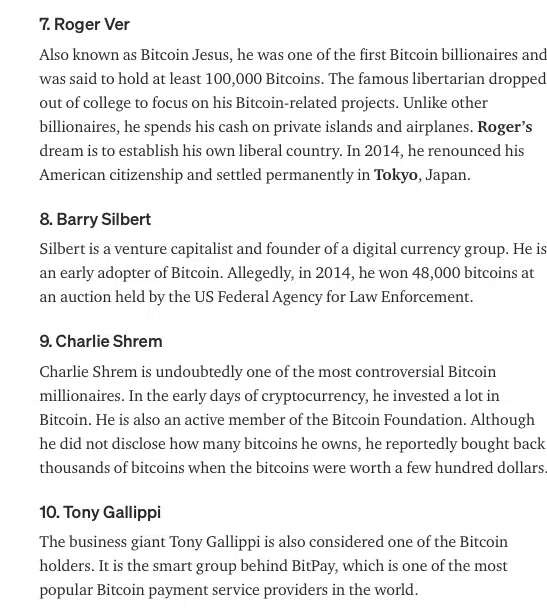 7. Roger Ver
Also known as Bitcoin Jesus, he was one of the first Bitcoin billionaires and
was said to hold at least 100,000 Bitcoins. The famous libertarian dropped
out of college to focus on his Bitcoin-related projects. Unlike other
billionaires, he spends his cash on private islands and airplanes. Roger’s
dream is to establish his own liberal country. In 2014, he renounced his
American citizenship and settled permanently in Tokyo, Japan.
8. Barry Silbert
Silbert is a venture capitalist and founder of a digital currency group. He is
an early adopter of Bitcoin. Allegedly, in 2014, he won 48,000 bitcoins at
an auction held by the US Federal Agency for Law Enforcement.
9. Charlie Shrem
Charlie Shrem is undoubtedly one of the most controversial Bitcoin
millionaires. In the early days of cryptocurrency, he invested a lot in
Bitcoin. He is also an active member of the Bitcoin Foundation. Although
he did not disclose how many bitcoins he owns, he reportedly bought back
thousands of bitcoins when the bitcoins were worth a few hundred dollars.
10. Tony Gallippi
The business giant Tony Gallippi is also considered one of the Bitcoin
holders. It is the smart group behind BitPay, which is one of the most
popular Bitcoin payment service providers in the world.